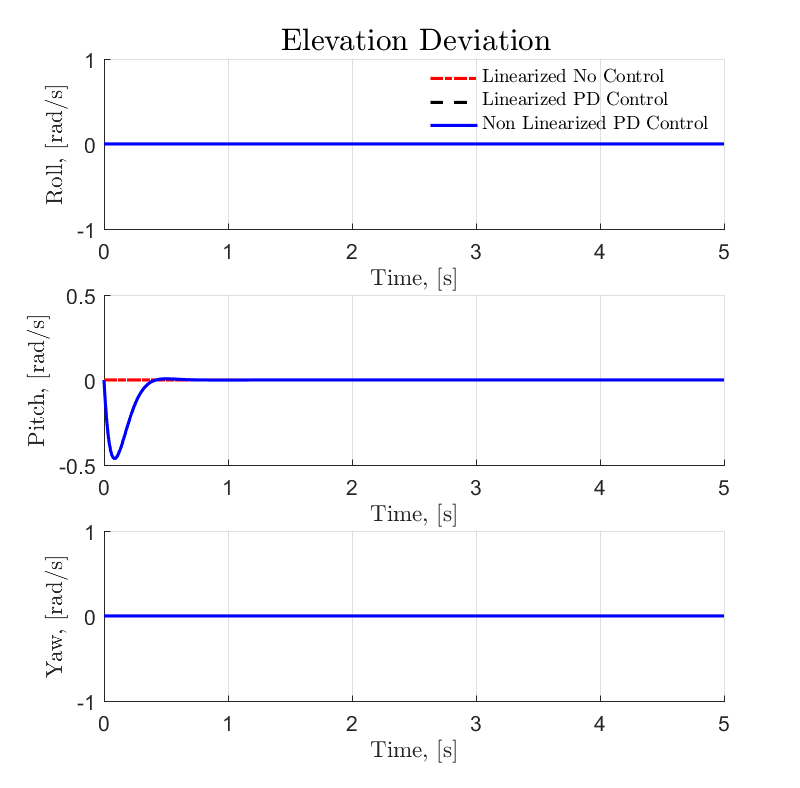 Elevation Deviation
Linearized No Control
Linearized PD Control
Non Linearized PD Control
Roll, [rad/s]
1
0
-1
0 1 2 3 4 5
Time, [s]
Pitch, [rad/s]
0.5
0
-0.5
0 1 2 3 4 5
Time, [s]
Yaw, [rad/s]
1
0
-1
0 1 2 3 4 5
Time, [s]